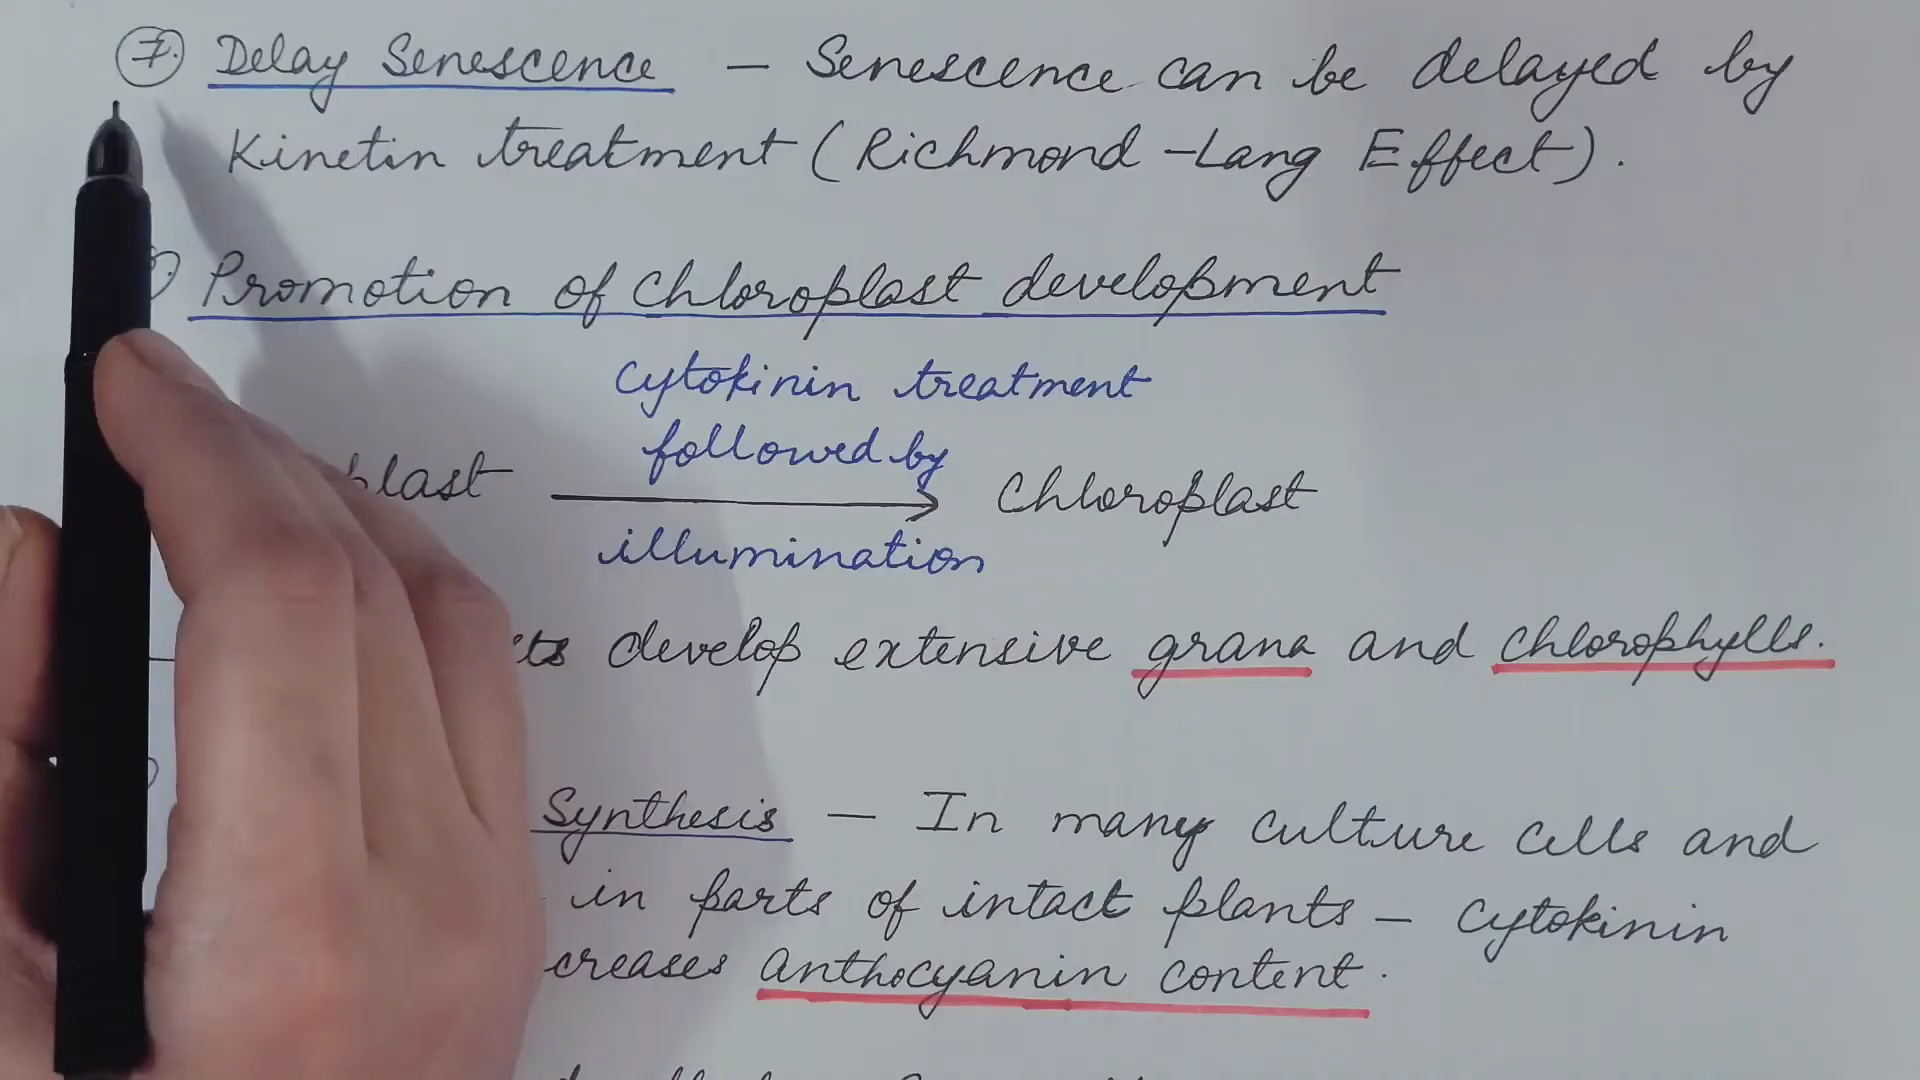 7. Delay Senescence – Senescence can be delayed by
Kinetin treatment (Richmond-Lang Effect).
Promotion of Chloroplast development
Cytokinin treatment
followed by
Chloroplast
illumination
develop extensive grana and chlorophylls.
Synthesis – In many culture cells and
in parts of intact plants – Cytokinin
anthocyanin content.